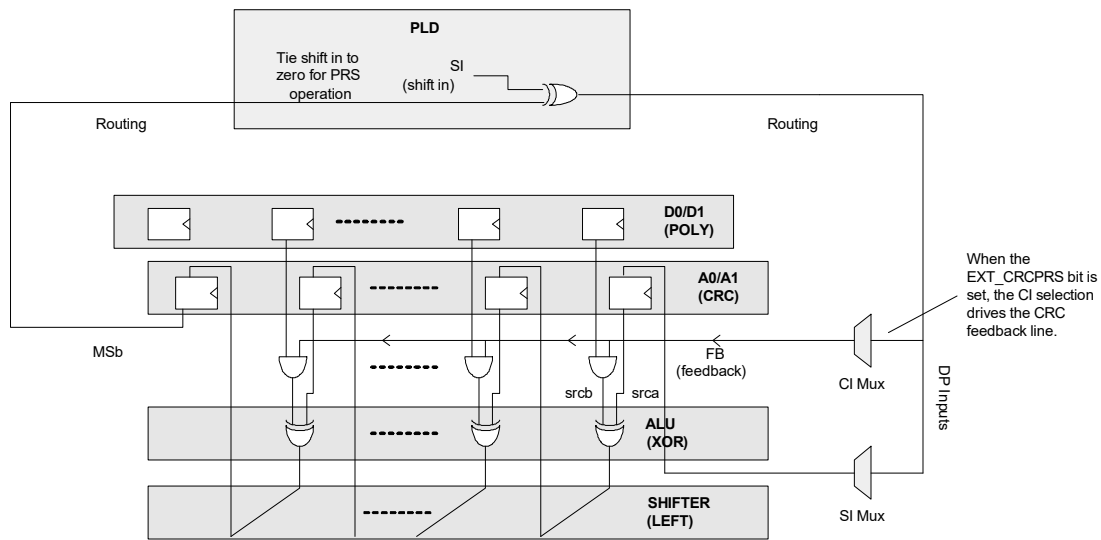 PLD
Tie shift in to
zero for PRS
operation
SI
(shift in)
Routing
Routing
D0/D1
(POLY)
A0/A1
(CRC)
When the
EXT_CRCPRS bit is
set, the CI selection
drives the CRC
feedback line.
MSb
FB
(feedback)
CI Mux
DP Inputs
srcb
srca
ALU
(XOR)
SHIFTER
(LEFT)
SI Mux